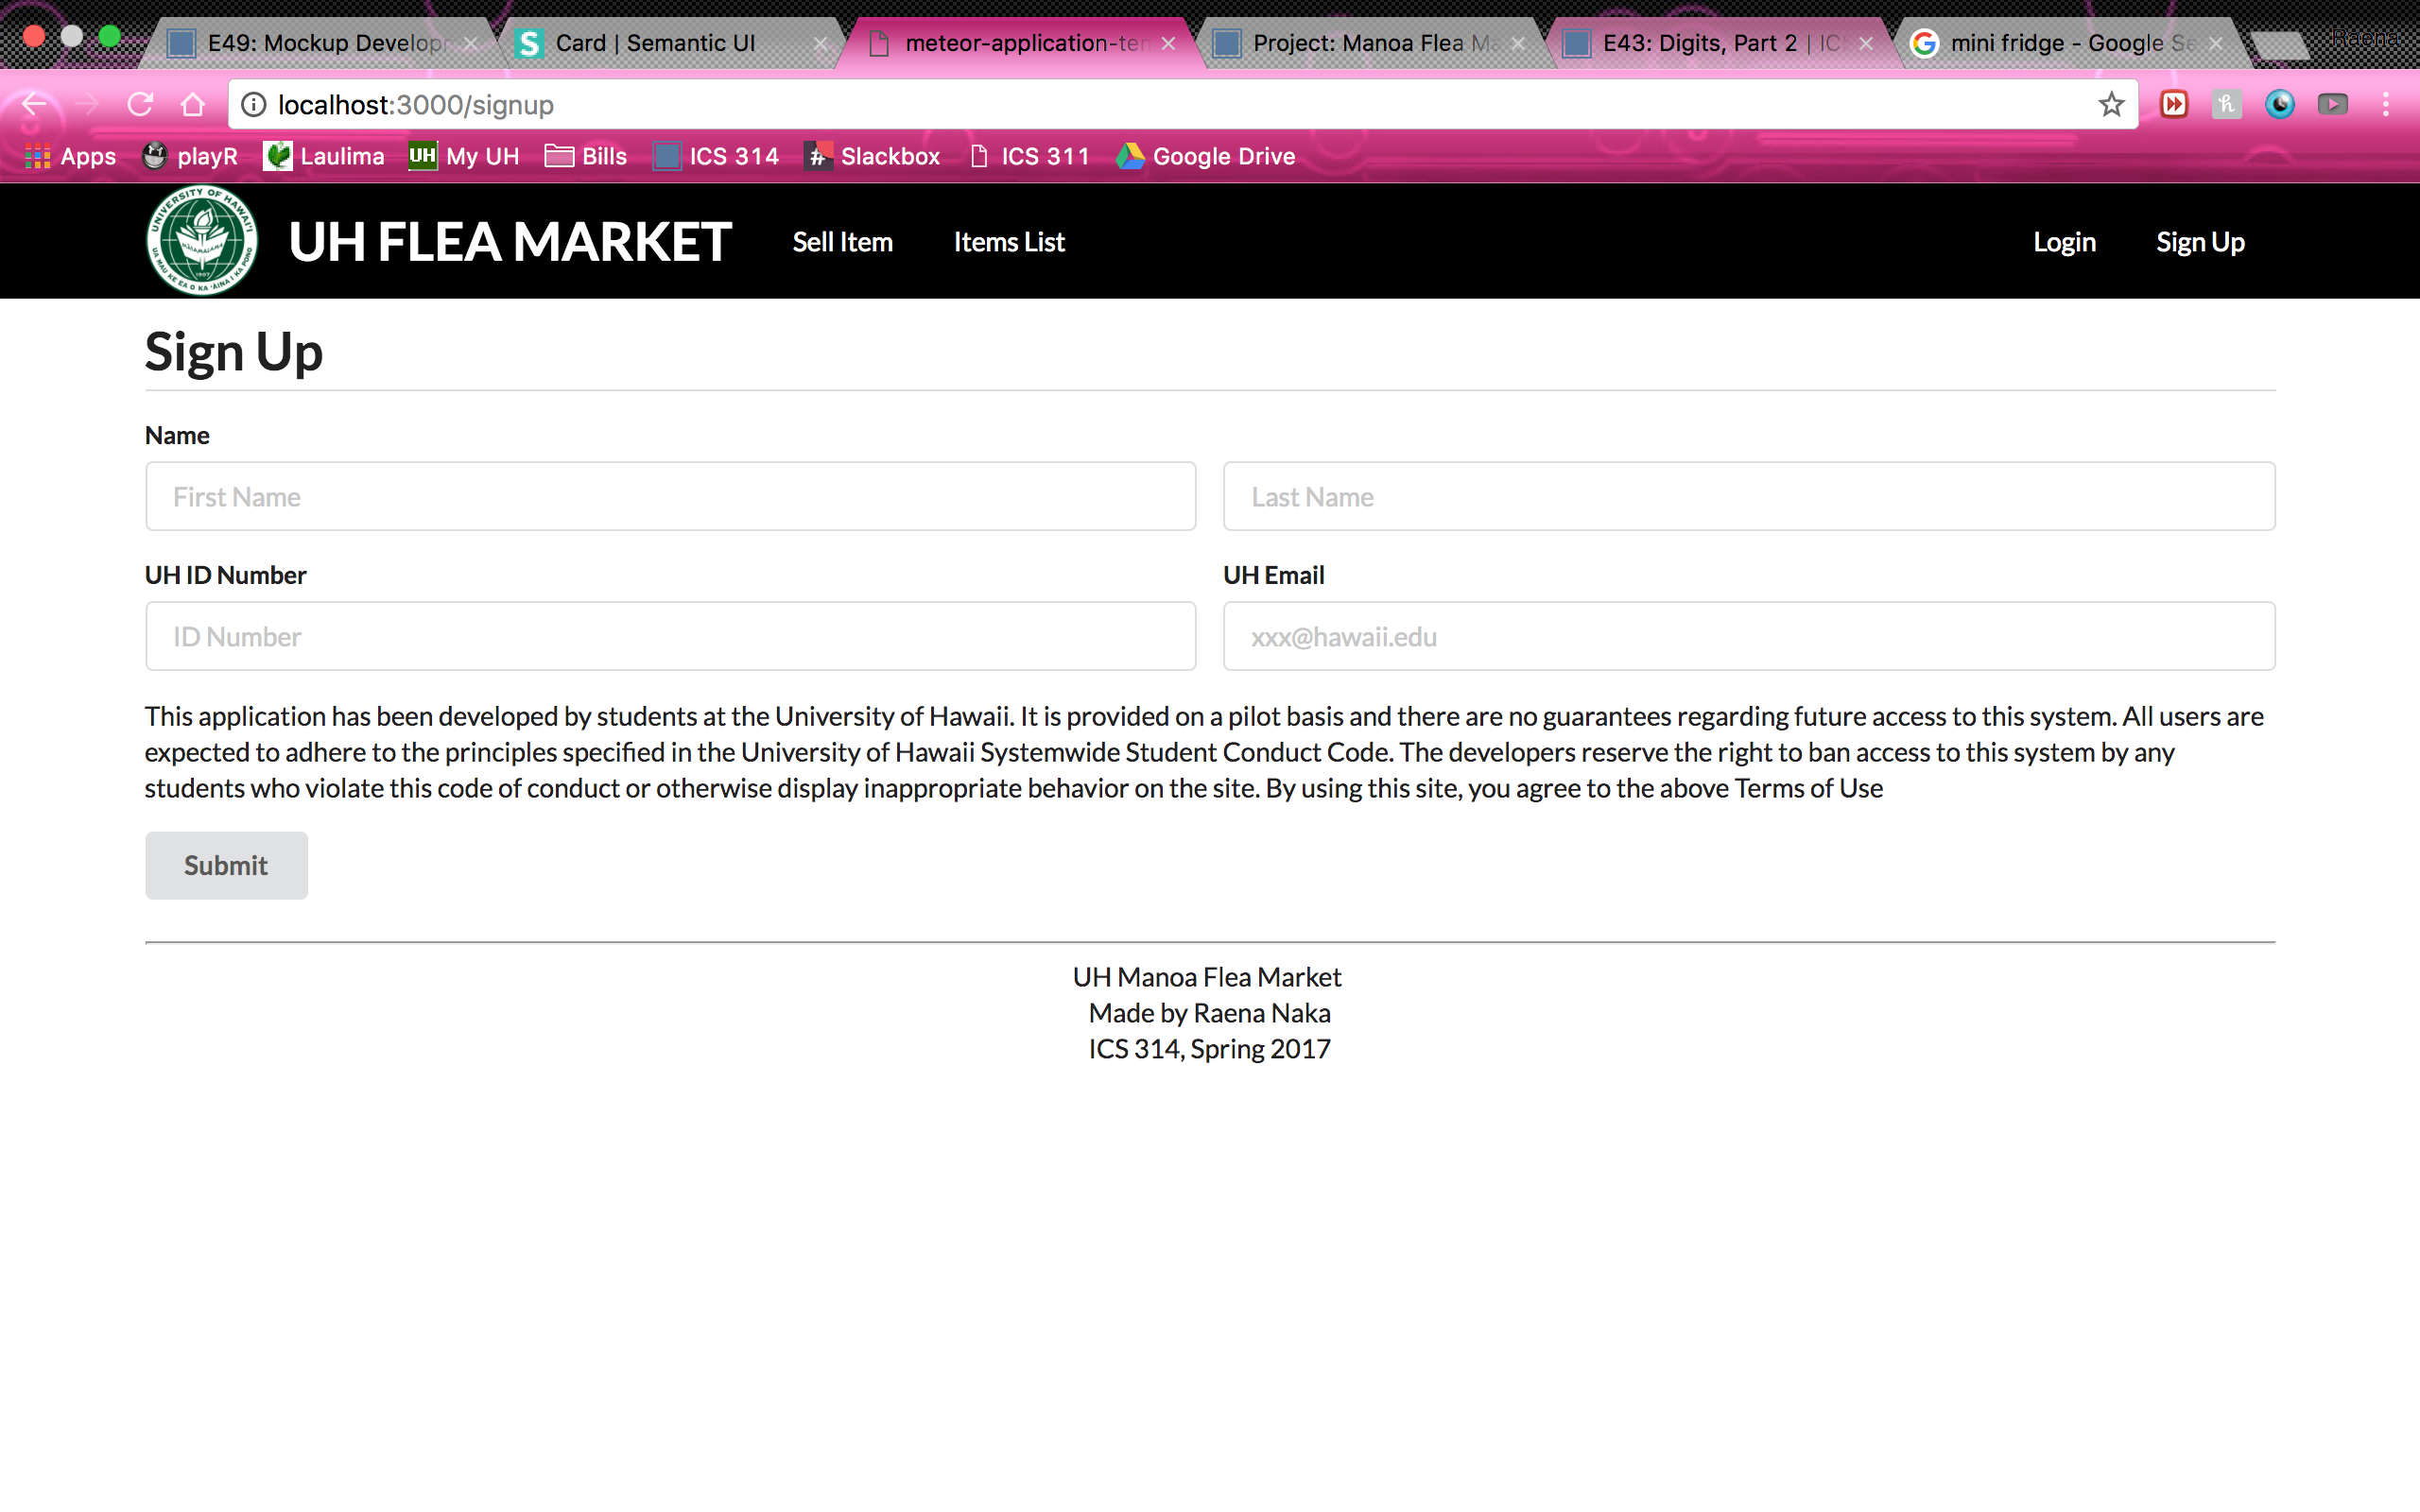 E49: Mockup Develop
Card | Semantic UI
meteor-application-tem
Project: Manoa Flea Ma
E43: Digits, Part 2 | IC
mini fridge - Google Se
Raena
localhost:3000/signup
Apps
playR
Laulima
UH My UH
Bills
ICS 314
Slackbox
ICS 311
Google Drive
UNIVERSITY OF HAWAI'I
1907
UH FLEA MARKET
Sell Item
Items List
Login
Sign Up
Sign Up
Name
First Name
Last Name
UH ID Number
UH Email
ID Number
xxx@hawaii.edu
This application has been developed by students at the University of Hawaii. It is provided on a pilot basis and there are no guarantees regarding future access to this system. All users are
expected to adhere to the principles specified in the University of Hawaii Systemwide Student Conduct Code. The developers reserve the right to ban access to this system by any
students who violate this code of conduct or otherwise display inappropriate behavior on the site. By using this site, you agree to the above Terms of Use
Submit
UH Manoa Flea Market
Made by Raena Naka
ICS 314, Spring 2017